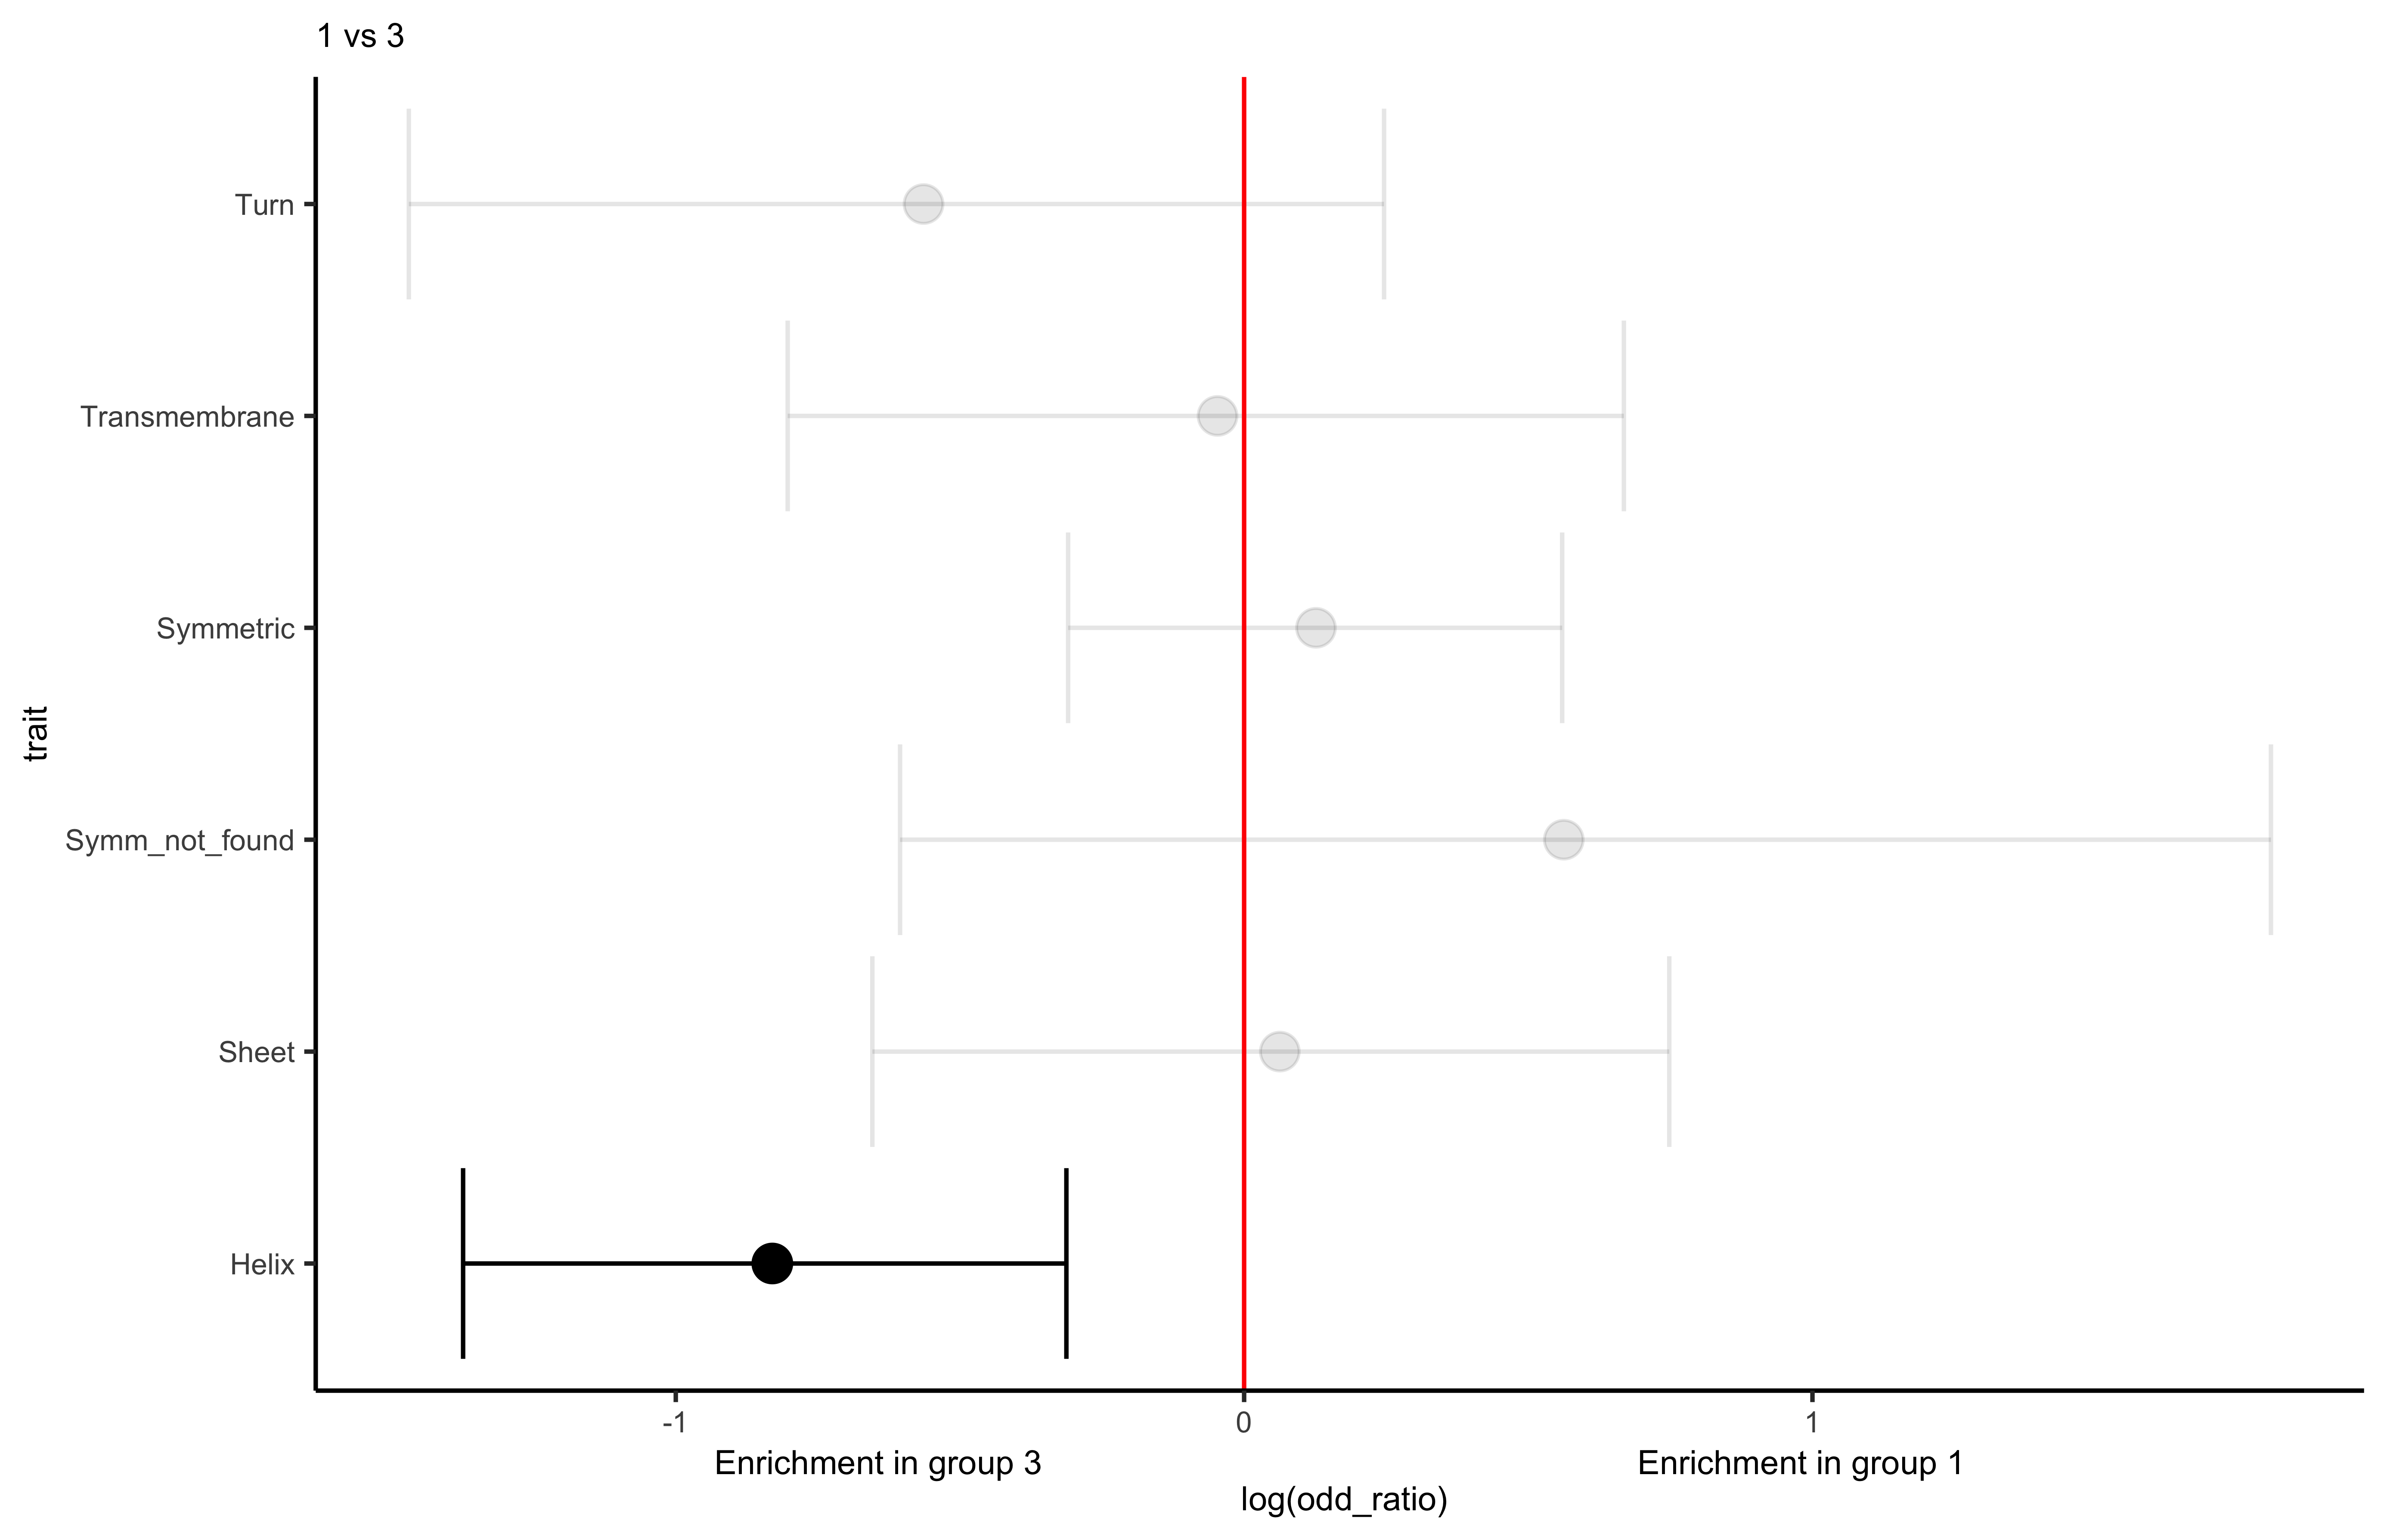 1 vs 3
Turn
Transmembrane
Symmetric
trait
Symm_not_found
Sheet
Helix
-1 0 1
Enrichment in group 3 Enrichment in group 1
log(odd_ratio)